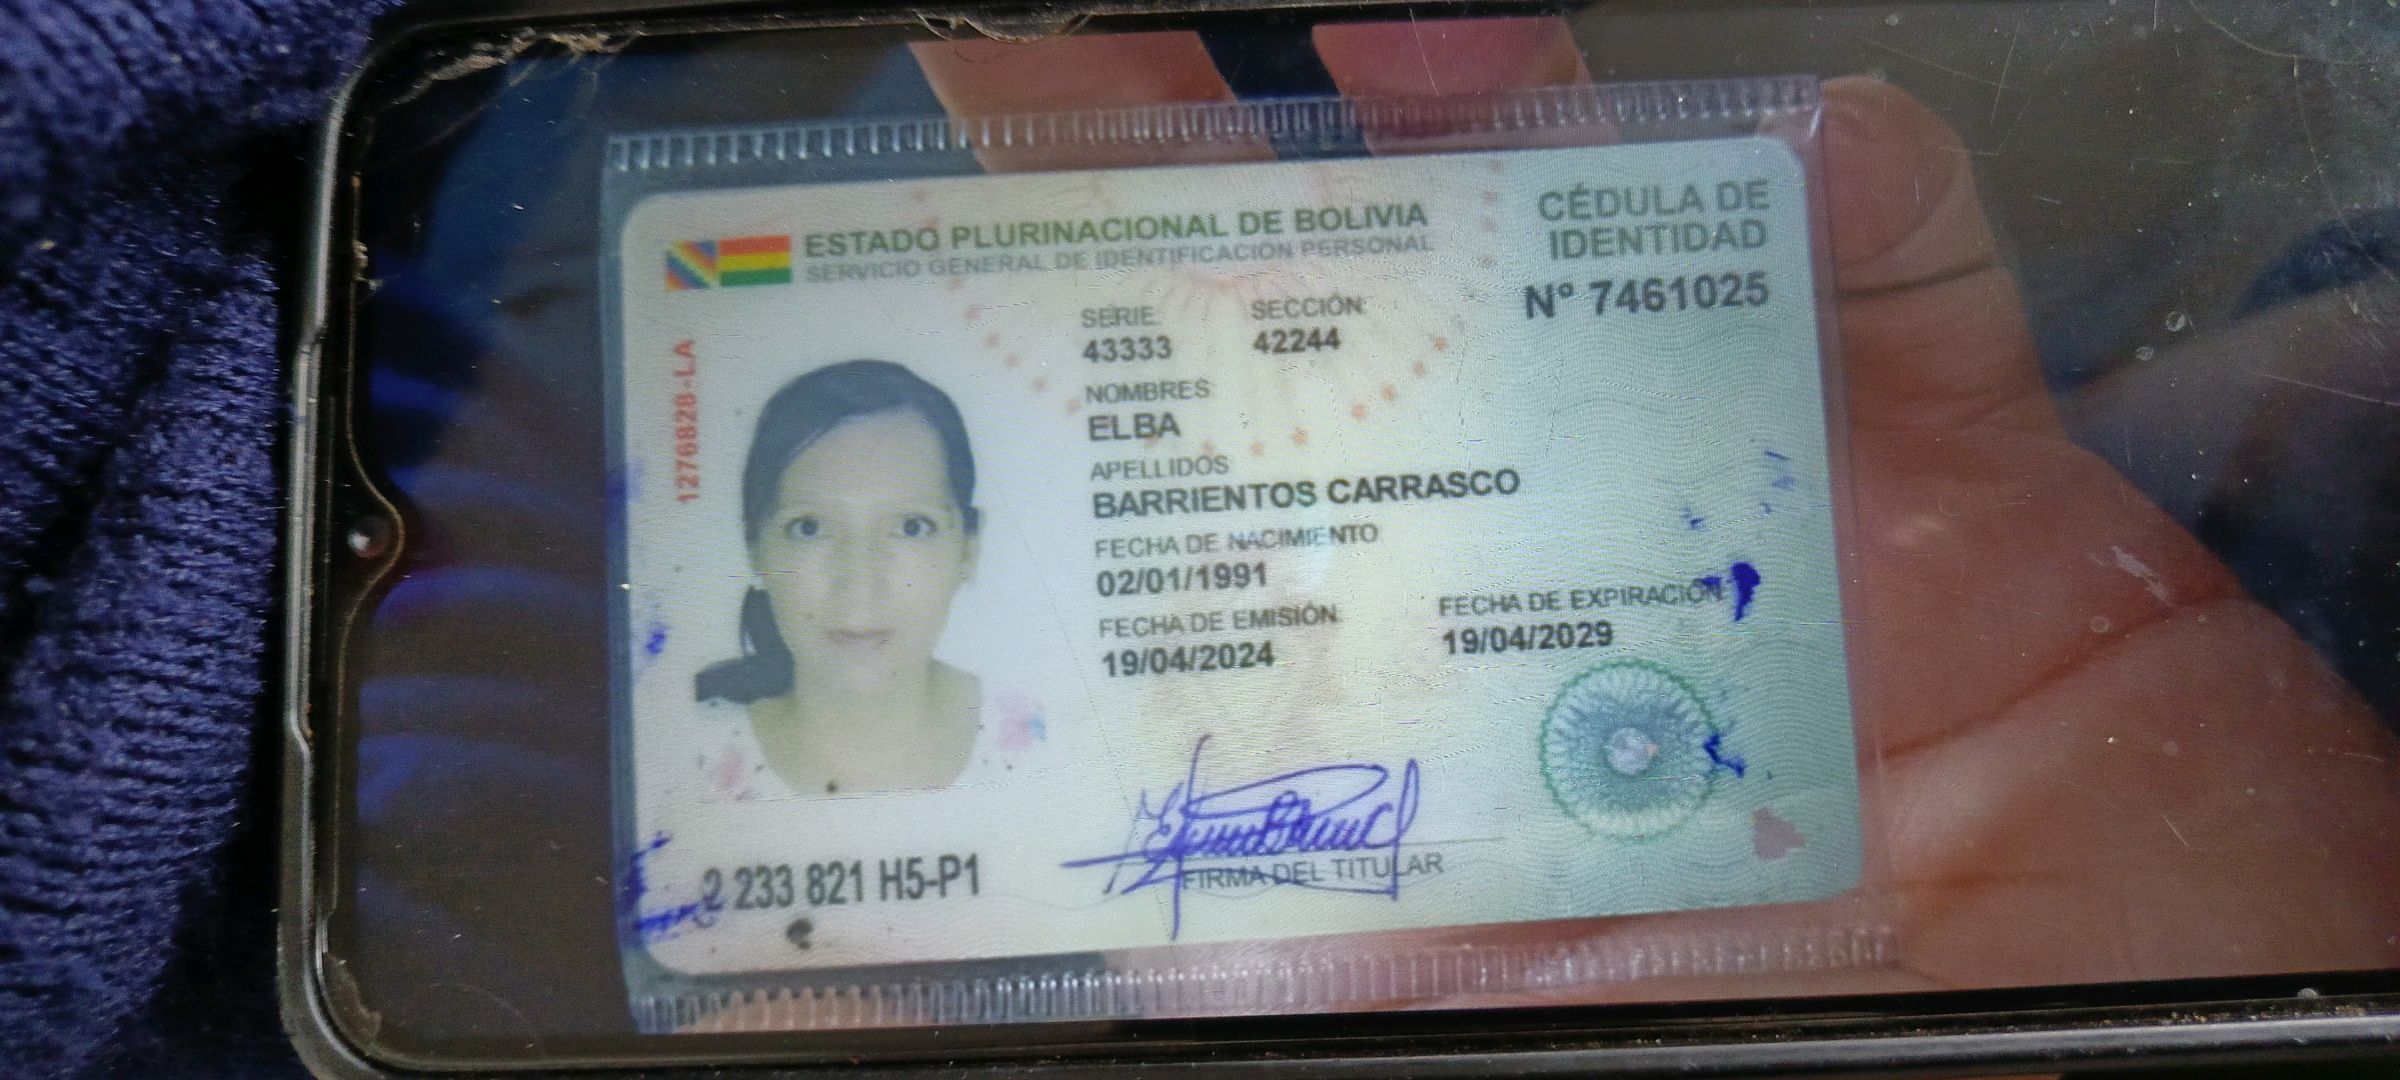 ESTADO PLURINACIONAL DE BOLIVIA
SERVICIO GENERAL DE IDENTIFICACIÓN PERSONAL
CÉDULA DE
IDENTIDAD
Nº 7461025
SERIE SECCIÓN
43333 42244
NOMBRES
ELBA
APELLIDOS
BARRIENTOS CARRASCO
FECHA DE NACIMIENTO
02/01/1991
FECHA DE EMISIÓN FECHA DE EXPIRACIÓN
19/04/2024 19/04/2029
FIRMA DEL TITULAR
12768828-LA
2 233 821 H5-P1